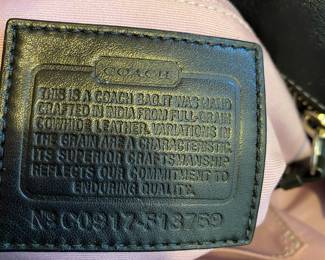 COACH
THIS IS A COACH BAG.IT WAS HAND
CRAFTED IN INDIA FROM FULL-GRAIN
COWHIDE LEATHER. VARIATIONS IN
THE GRAIN ARE A CHARACTERISTIC.
ITS SUPERIOR CRAFTSMANSHIP
REFLECTS OUR COMMITMENT TO
ENDURING QUALITY.
No C0917-F18759